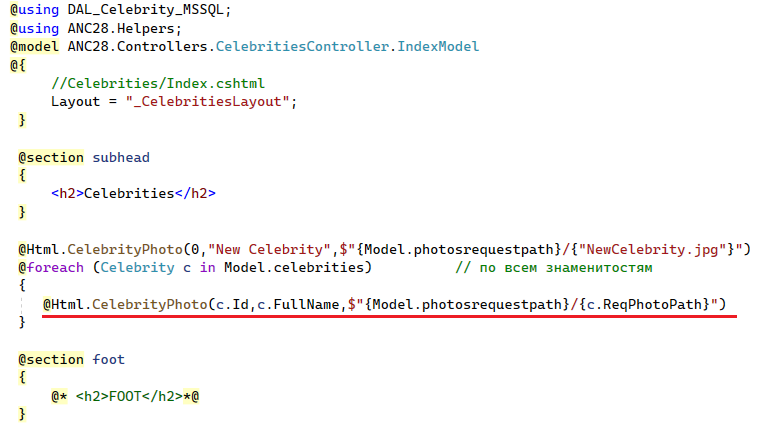 @using DAL_Celebrity_MSSQL;
@using ANC28.Helpers;
@model ANC28.Controllers.CelebritiesController.IndexModel
@{
//Celebrities/Index.cshtml
Layout = "_CelebritiesLayout";
}
@section subhead
{
<h2>Celebrities</h2>
}
@Html.CelebrityPhoto(0,"New Celebrity",$"{Model.photosrequestpath}/{"NewCelebrity.jpg"}")
@foreach (Celebrity c in Model.celebrities) // по всем знаменитостям
{
@Html.CelebrityPhoto(c.Id,c.FullName,$"{Model.photosrequestpath}/{c.ReqPhotoPath}")
}
@section foot
{
@* <h2>FOOT</h2>*@
}